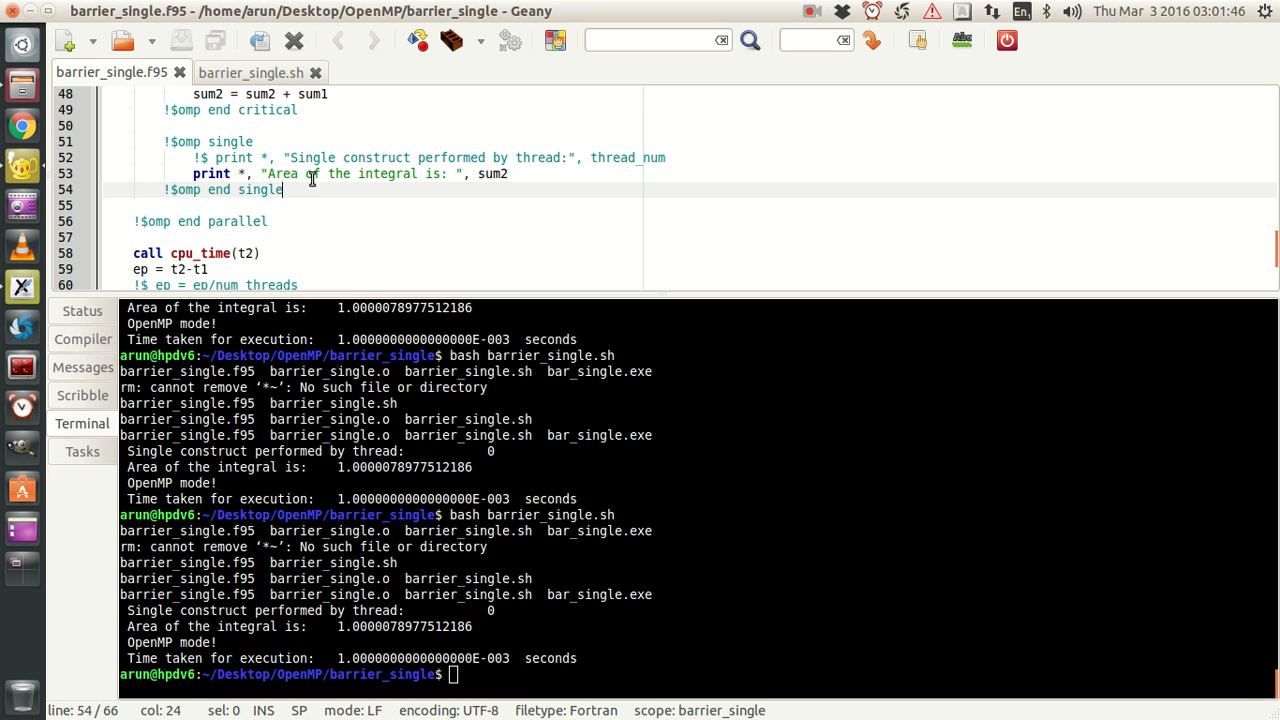 barrier_single.f95 - /home/arun/Desktop/OpenMP/barrier_single - Geany
En1 Thu Mar 3 2016 03:01:46
barrier_single.f95 barrier_single.sh
48 sum2 = sum2 + sum1
49 !$omp end critical
50
51 !$omp single
52 !$ print *, "Single construct performed by thread:", thread_num
53 print *, "Area of the integral is: ", sum2
54 !$omp end single
55
56 !$omp end parallel
57
58 call cpu_time(t2)
59 ep = t2-t1
60 !$ ep = ep/num_threads
Status
Compiler
Messages
Scribble
Terminal
Tasks
Area of the integral is: 1.0000078977512186
OpenMP mode!
Time taken for execution: 1.0000000000000000E-003 seconds
arun@hpdv6:~/Desktop/OpenMP/barrier_single$ bash barrier_single.sh
barrier_single.f95 barrier_single.o barrier_single.sh bar_single.exe
rm: cannot remove ‘*~’: No such file or directory
barrier_single.f95 barrier_single.sh
barrier_single.f95 barrier_single.o barrier_single.sh
barrier_single.f95 barrier_single.o barrier_single.sh bar_single.exe
Single construct performed by thread: 0
Area of the integral is: 1.0000078977512186
OpenMP mode!
Time taken for execution: 1.0000000000000000E-003 seconds
arun@hpdv6:~/Desktop/OpenMP/barrier_single$ bash barrier_single.sh
barrier_single.f95 barrier_single.o barrier_single.sh bar_single.exe
rm: cannot remove ‘*~’: No such file or directory
barrier_single.f95 barrier_single.sh
barrier_single.f95 barrier_single.o barrier_single.sh
barrier_single.f95 barrier_single.o barrier_single.sh bar_single.exe
Single construct performed by thread: 0
Area of the integral is: 1.0000078977512186
OpenMP mode!
Time taken for execution: 1.0000000000000000E-003 seconds
arun@hpdv6:~/Desktop/OpenMP/barrier_single$
line: 54 / 66 col: 24 sel: 0 INS SP mode: LF encoding: UTF-8 filetype: Fortran scope: barrier_single